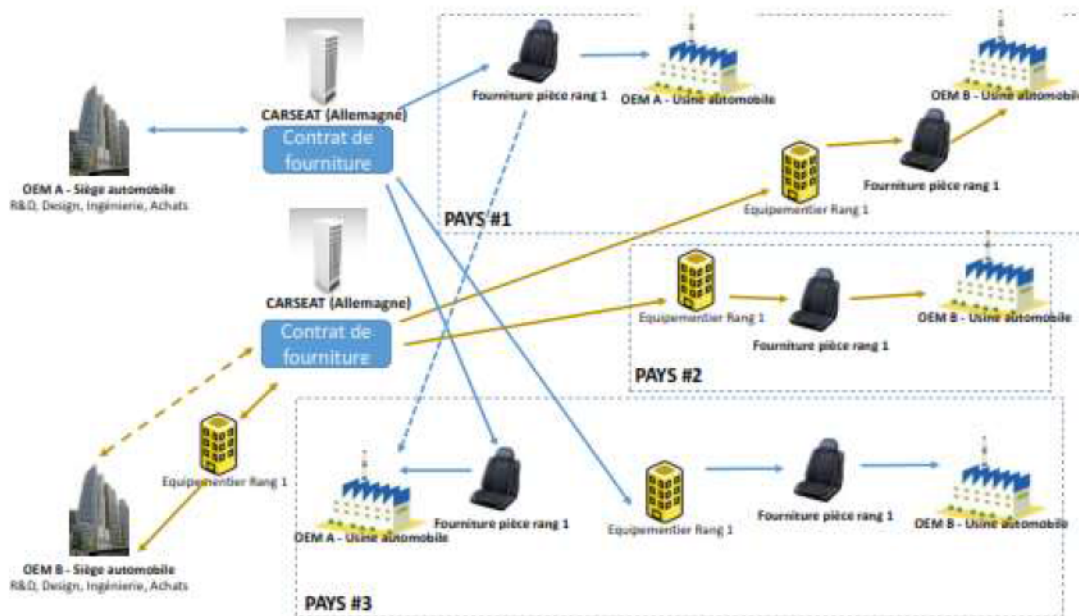 CARSEAT (Allemagne)
Contrat de
fourniture
OEM A - Siège automobile
R&D, Design, Ingénierie, Achats
Fourniture pièce rang 1
OEM A - Usine automobile
OEM B - Usine automobile
Equipementier Rang 1
Fourniture pièce rang 1
PAYS #1
CARSEAT (Allemagne)
Contrat de
fourniture
Equipementier Rang 1
Fourniture pièce rang 1
OEM B - Usine automobile
PAYS #2
Equipementier Rang 1
OEM B - Siège automobile
R&D, Design, Ingénierie, Achats
OEM A - Usine automobile
Fourniture pièce rang 1
Equipementier Rang 1
Fourniture pièce rang 1
OEM B - Usine automobile
PAYS #3